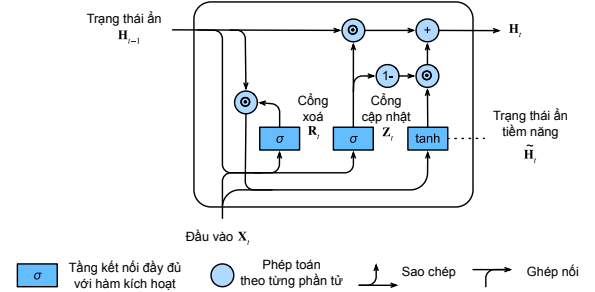 Trạng thái ẩn
H_{t-1}
H_t
+
1-
Cổng
xoá
R_t
Cổng
cập nhật
Z_t
σ
σ
tanh
Trạng thái ẩn
tiềm năng
H̃_t
Đầu vào X_t
σ
Tầng kết nối đầy đủ
với hàm kích hoạt
Phép toán
theo từng phần tử
Sao chép
Ghép nối